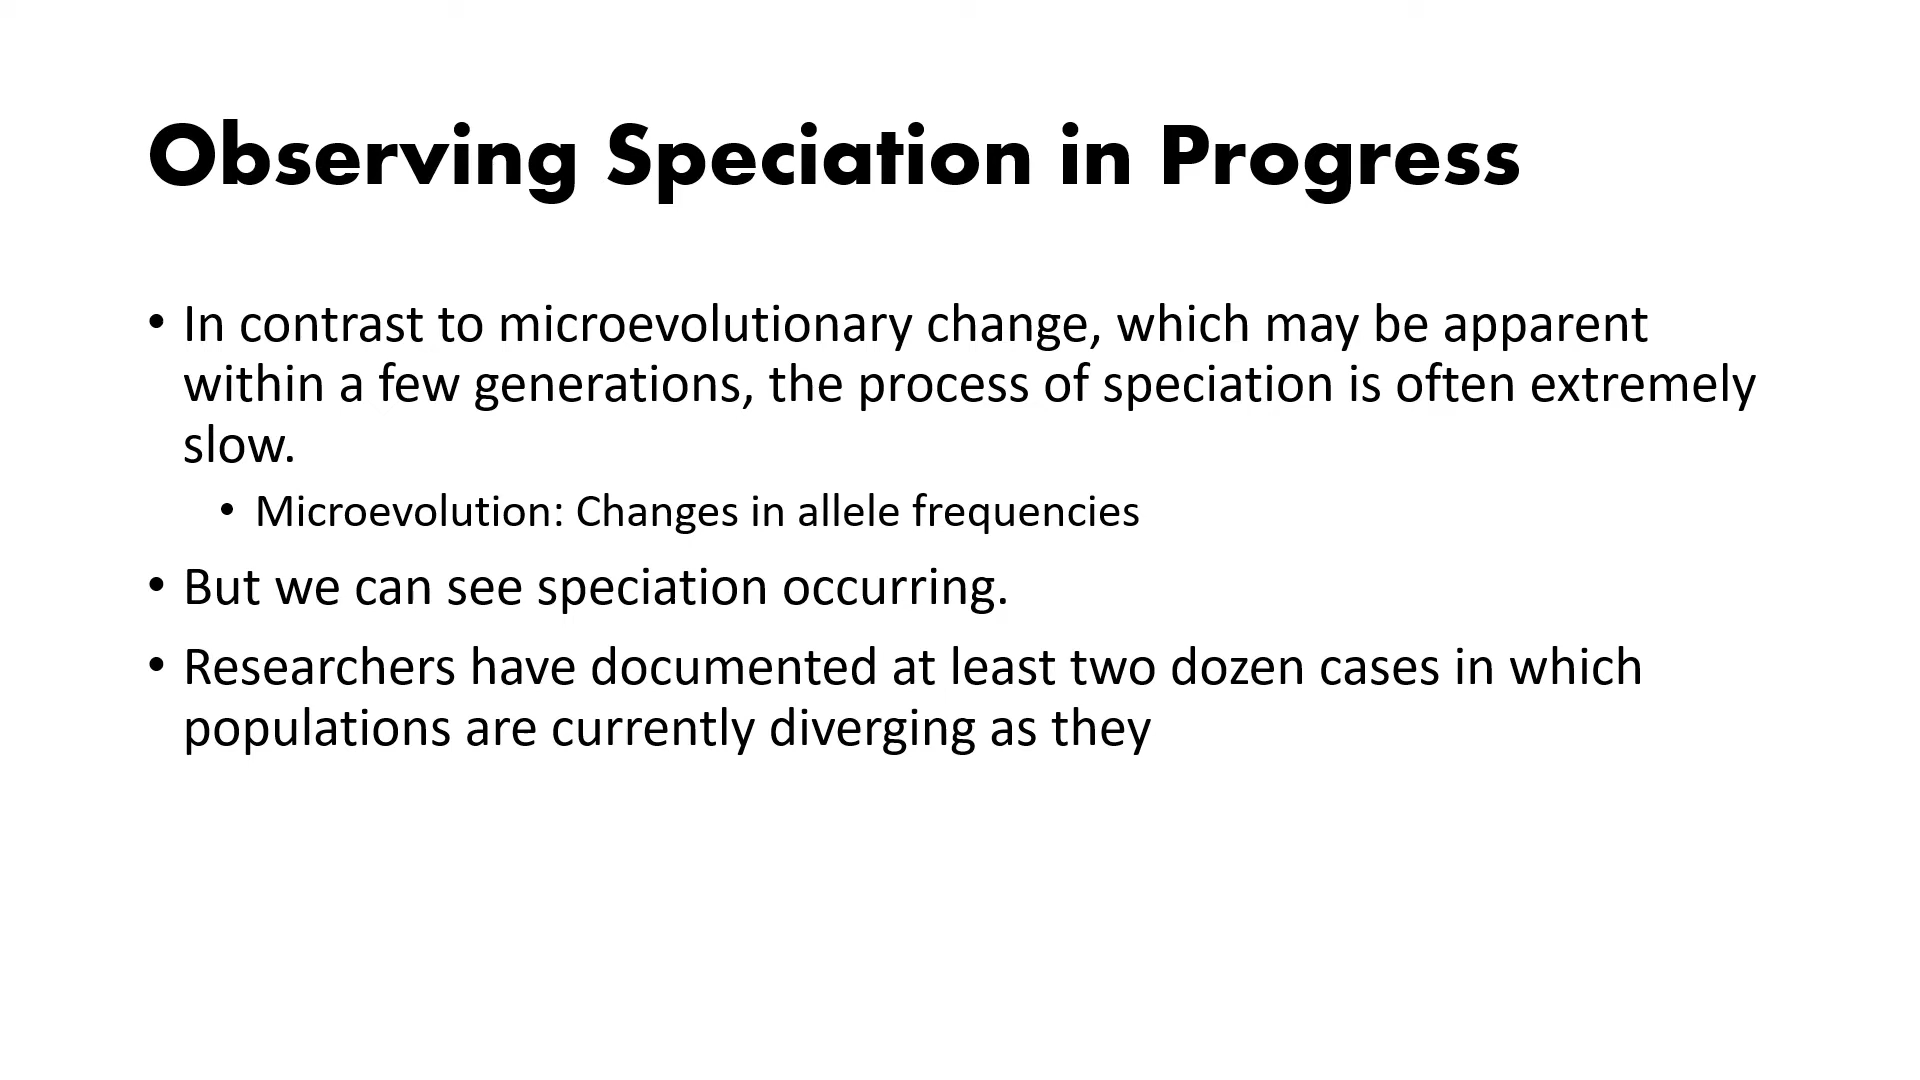 Observing Speciation in Progress
• In contrast to microevolutionary change, which may be apparent
within a few generations, the process of speciation is often extremely
slow.
• Microevolution: Changes in allele frequencies
• But we can see speciation occurring.
• Researchers have documented at least two dozen cases in which
populations are currently diverging as they